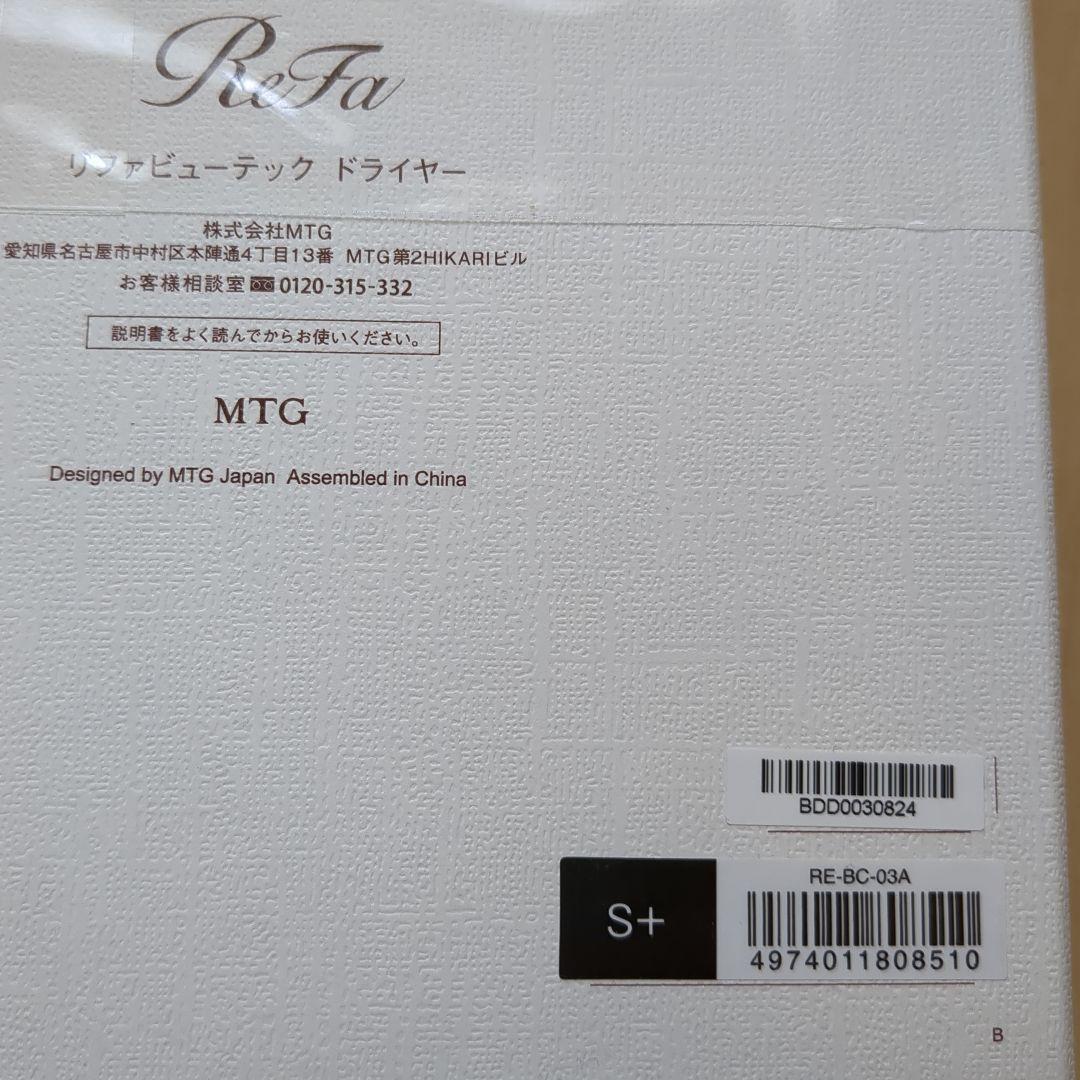 ReFa
リファビューテック ドライヤー
株式会社MTG
愛知県名古屋市中村区本陣通4丁目13番 MTG第2HIKARIビル
お客様相談室 0120-315-332
説明書をよく読んでからお使いください。
MTG
Designed by MTG Japan Assembled in China
BDD0030824
RE-BC-03A
S+
4974011808510
B